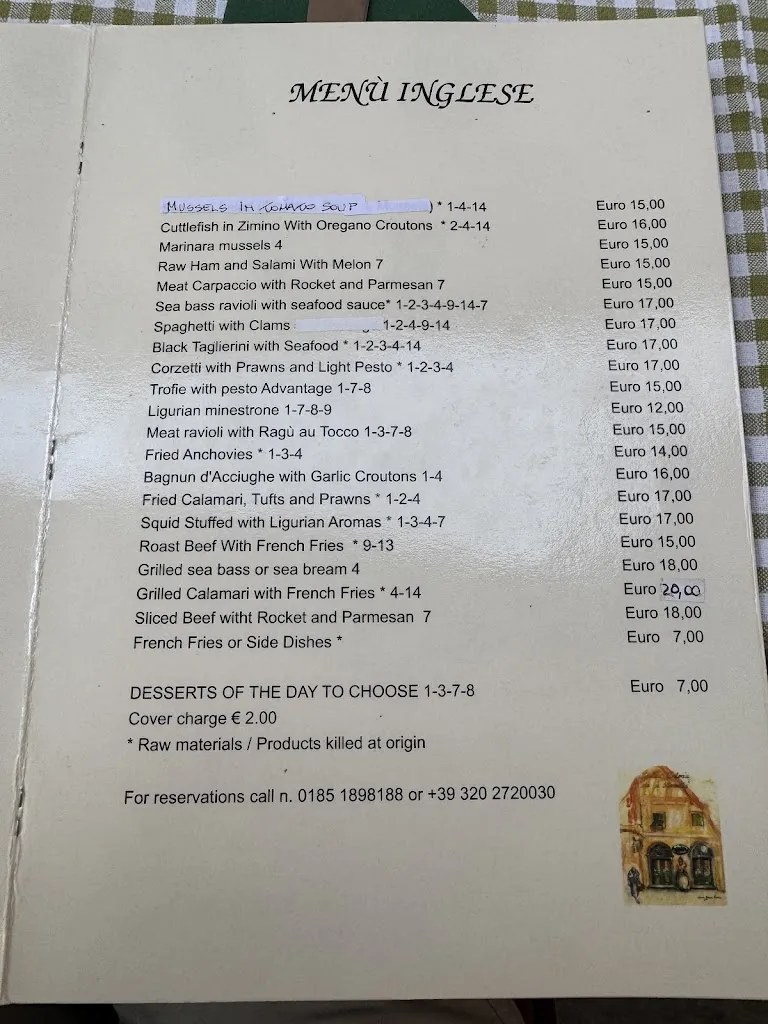 MENÙ INGLESE
MUSSELS IN TOMATO SOUP ) * 1-4-14 Euro 15,00
Cuttlefish in Zimino With Oregano Croutons * 2-4-14 Euro 16,00
Marinara mussels 4 Euro 15,00
Raw Ham and Salami With Melon 7 Euro 15,00
Meat Carpaccio with Rocket and Parmesan 7 Euro 15,00
Sea bass ravioli with seafood sauce* 1-2-3-4-9-14-7 Euro 17,00
Spaghetti with Clams 1-2-4-9-14 Euro 17,00
Black Taglierini with Seafood * 1-2-3-4-14 Euro 17,00
Corzetti with Prawns and Light Pesto * 1-2-3-4 Euro 17,00
Trofie with pesto Advantage 1-7-8 Euro 15,00
Ligurian minestrone 1-7-8-9 Euro 12,00
Meat ravioli with Ragù au Tocco 1-3-7-8 Euro 15,00
Fried Anchovies * 1-3-4 Euro 14,00
Bagnun d'Acciughe with Garlic Croutons 1-4 Euro 16,00
Fried Calamari, Tufts and Prawns * 1-2-4 Euro 17,00
Squid Stuffed with Ligurian Aromas * 1-3-4-7 Euro 17,00
Roast Beef With French Fries * 9-13 Euro 15,00
Grilled sea bass or sea bream 4 Euro 18,00
Grilled Calamari with French Fries * 4-14 Euro 20,00
Sliced Beef witht Rocket and Parmesan 7 Euro 18,00
French Fries or Side Dishes * Euro 7,00
DESSERTS OF THE DAY TO CHOOSE 1-3-7-8 Euro 7,00
Cover charge € 2.00
* Raw materials / Products killed at origin
For reservations call n. 0185 1898188 or +39 320 2720030